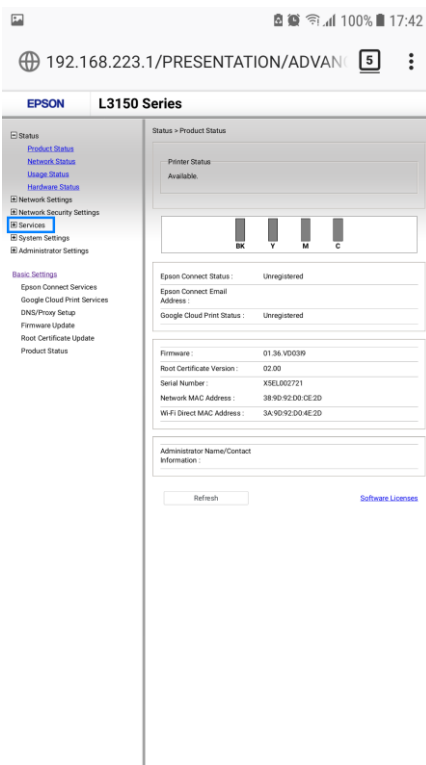 100% 17:42
192.168.223.1/PRESENTATION/ADVAN
5
EPSON L3150 Series
Status
Product Status
Network Status
Usage Status
Hardware Status
Network Settings
Network Security Settings
Services
System Settings
Administrator Settings
Basic Settings
Epson Connect Services
Google Cloud Print Services
DNS/Proxy Setup
Firmware Update
Root Certificate Update
Product Status
Status > Product Status
Printer Status
Available.
BK Y M C
Epson Connect Status : Unregistered
Epson Connect Email
Address :
Google Cloud Print Status : Unregistered
Firmware : 01.36.VD03I9
Root Certificate Version : 02.00
Serial Number : X5EL002721
Network MAC Address : 38:9D:92:D0:CE:2D
Wi-Fi Direct MAC Address : 3A:9D:92:D0:4E:2D
Administrator Name/Contact
Information :
Refresh
Software Licenses